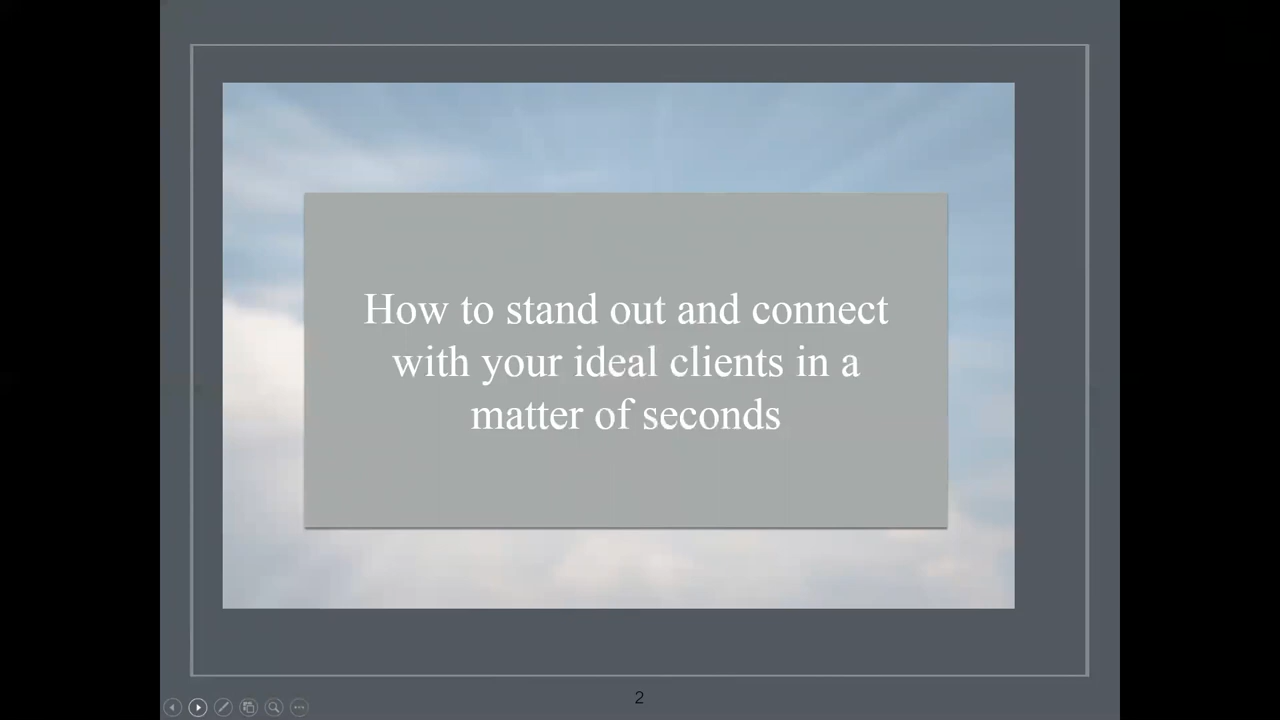 How to stand out and connect
with your ideal clients in a
matter of seconds
2